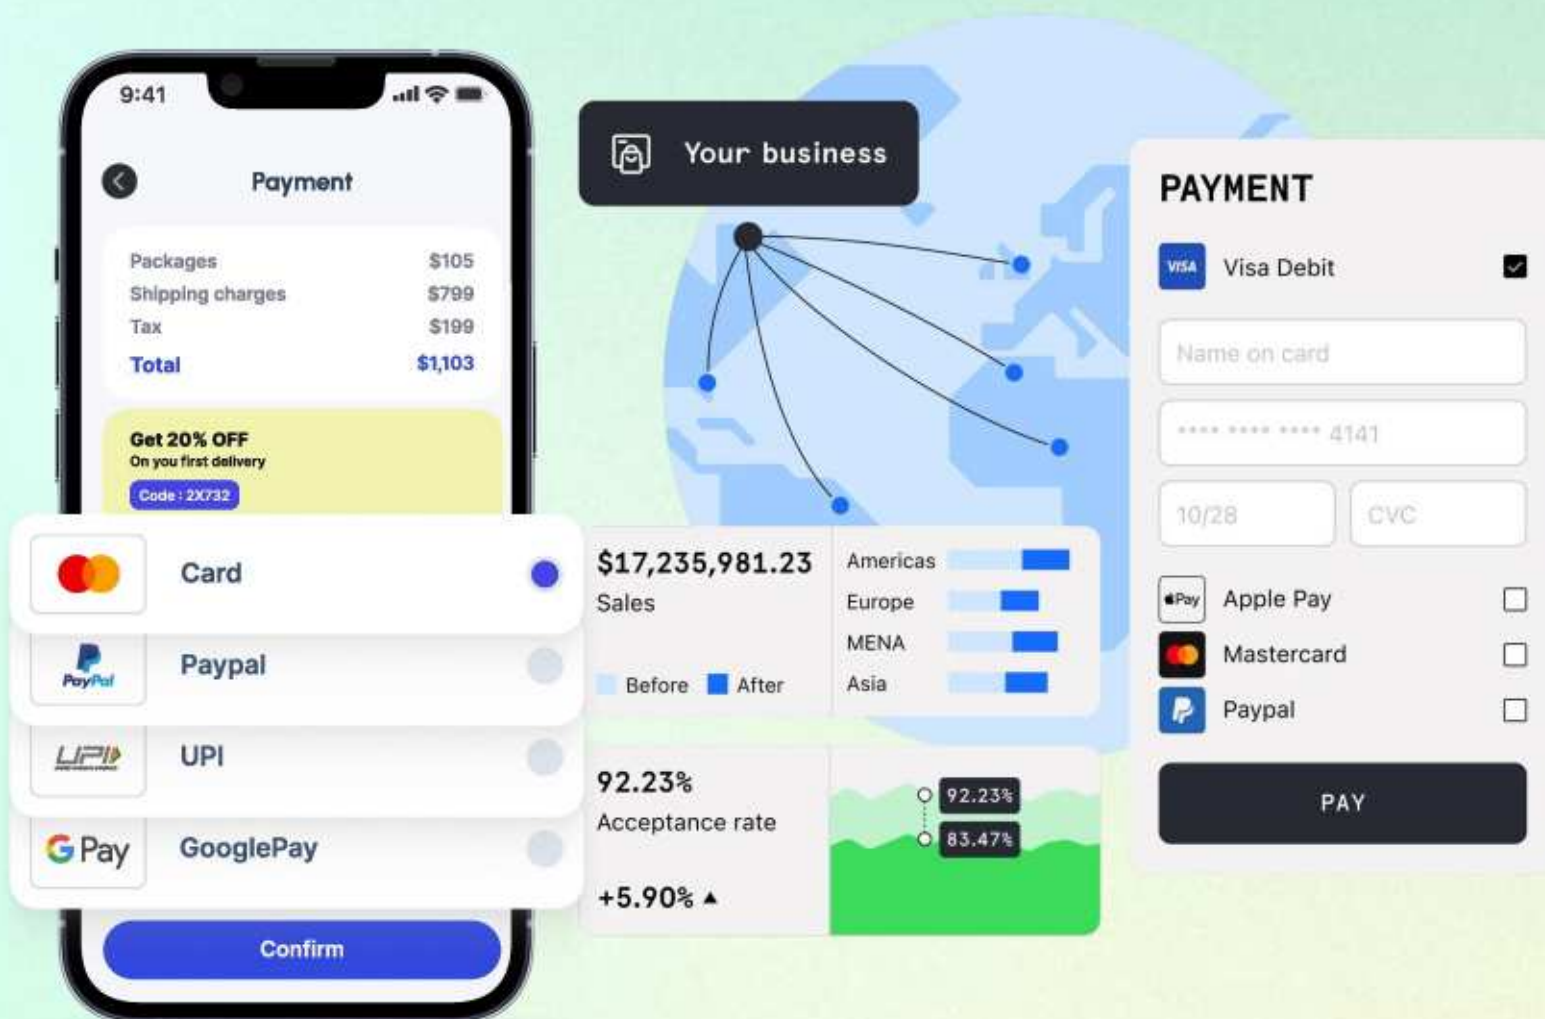 9:41
Payment
Packages $105
Shipping charges $799
Tax $199
Total $1,103
Get 20% OFF
On you first delivery
Code : 2X732
Card
PayPal
Paypal
UPI
UPI
G Pay
GooglePay
Confirm
Your business
$17,235,981.23
Sales
Before
After
Americas
Europe
MENA
Asia
92.23%
Acceptance rate
+5.90% ▲
92.23%
83.47%
PAYMENT
VISA
Visa Debit
Name on card
**** **** **** 4141
10/28
CVC
Pay
Apple Pay
Mastercard
Paypal
PAY